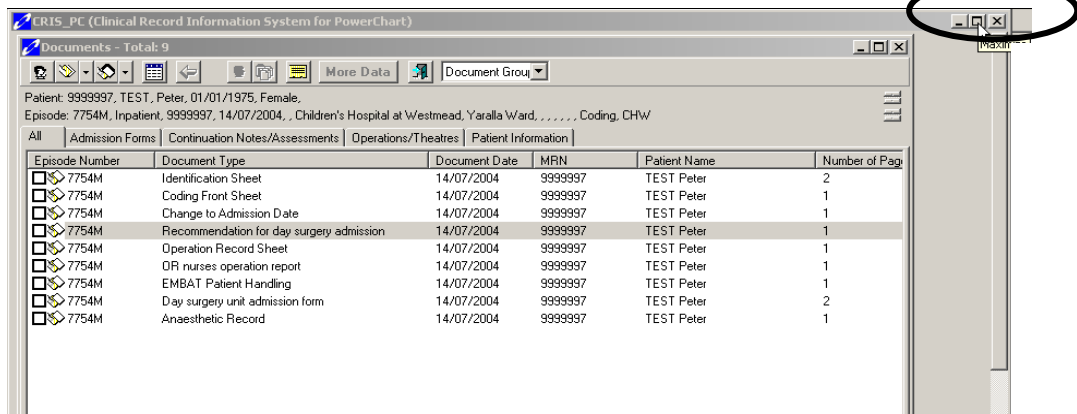 CRIS_PC (Clinical Record Information System for PowerChart)
Maxim
Documents - Total: 9
More Data Document Grou
Patient: 9999997, TEST, Peter, 01/01/1975, Female,
Episode: 7754M, Inpatient, 9999997, 14/07/2004, , Children's Hospital at Westmead, Yaralla Ward, , , , , , , Coding, CHW
All Admission Forms Continuation Notes/Assessments Operations/Theatres Patient Information
Episode Number Document Type Document Date MRN Patient Name Number of Pag
7754M Identification Sheet 14/07/2004 9999997 TEST Peter 2
7754M Coding Front Sheet 14/07/2004 9999997 TEST Peter 1
7754M Change to Admission Date 14/07/2004 9999997 TEST Peter 1
7754M Recommendation for day surgery admission 14/07/2004 9999997 TEST Peter 1
7754M Operation Record Sheet 14/07/2004 9999997 TEST Peter 1
7754M OR nurses operation report 14/07/2004 9999997 TEST Peter 1
7754M EMBAT Patient Handling 14/07/2004 9999997 TEST Peter 1
7754M Day surgery unit admission form 14/07/2004 9999997 TEST Peter 2
7754M Anaesthetic Record 14/07/2004 9999997 TEST Peter 1